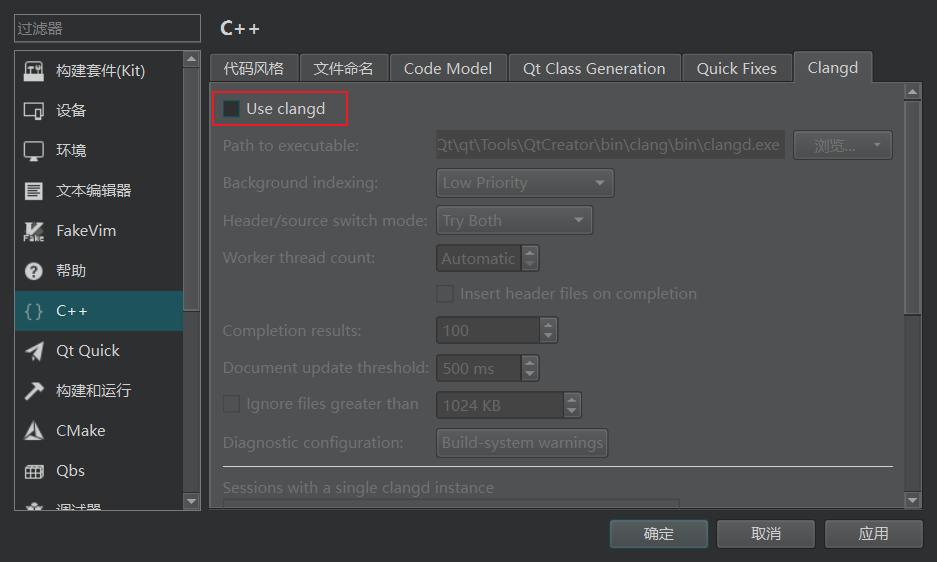 过滤器
构建套件(Kit)
设备
环境
文本编辑器
FakeVim
帮助
C++
Qt Quick
构建和运行
CMake
Qbs
调试器
C++
代码风格 文件命名 Code Model Qt Class Generation Quick Fixes Clangd
Use clangd
Path to executable: Qt\qt\Tools\QtCreator\bin\clang\bin\clangd.exe 浏览...
Background indexing: Low Priority
Header/source switch mode: Try Both
Worker thread count: Automatic
Insert header files on completion
Completion results: 100
Document update threshold: 500 ms
Ignore files greater than 1024 KB
Diagnostic configuration: Build-system warnings
Sessions with a single clangd instance
确定 取消 应用